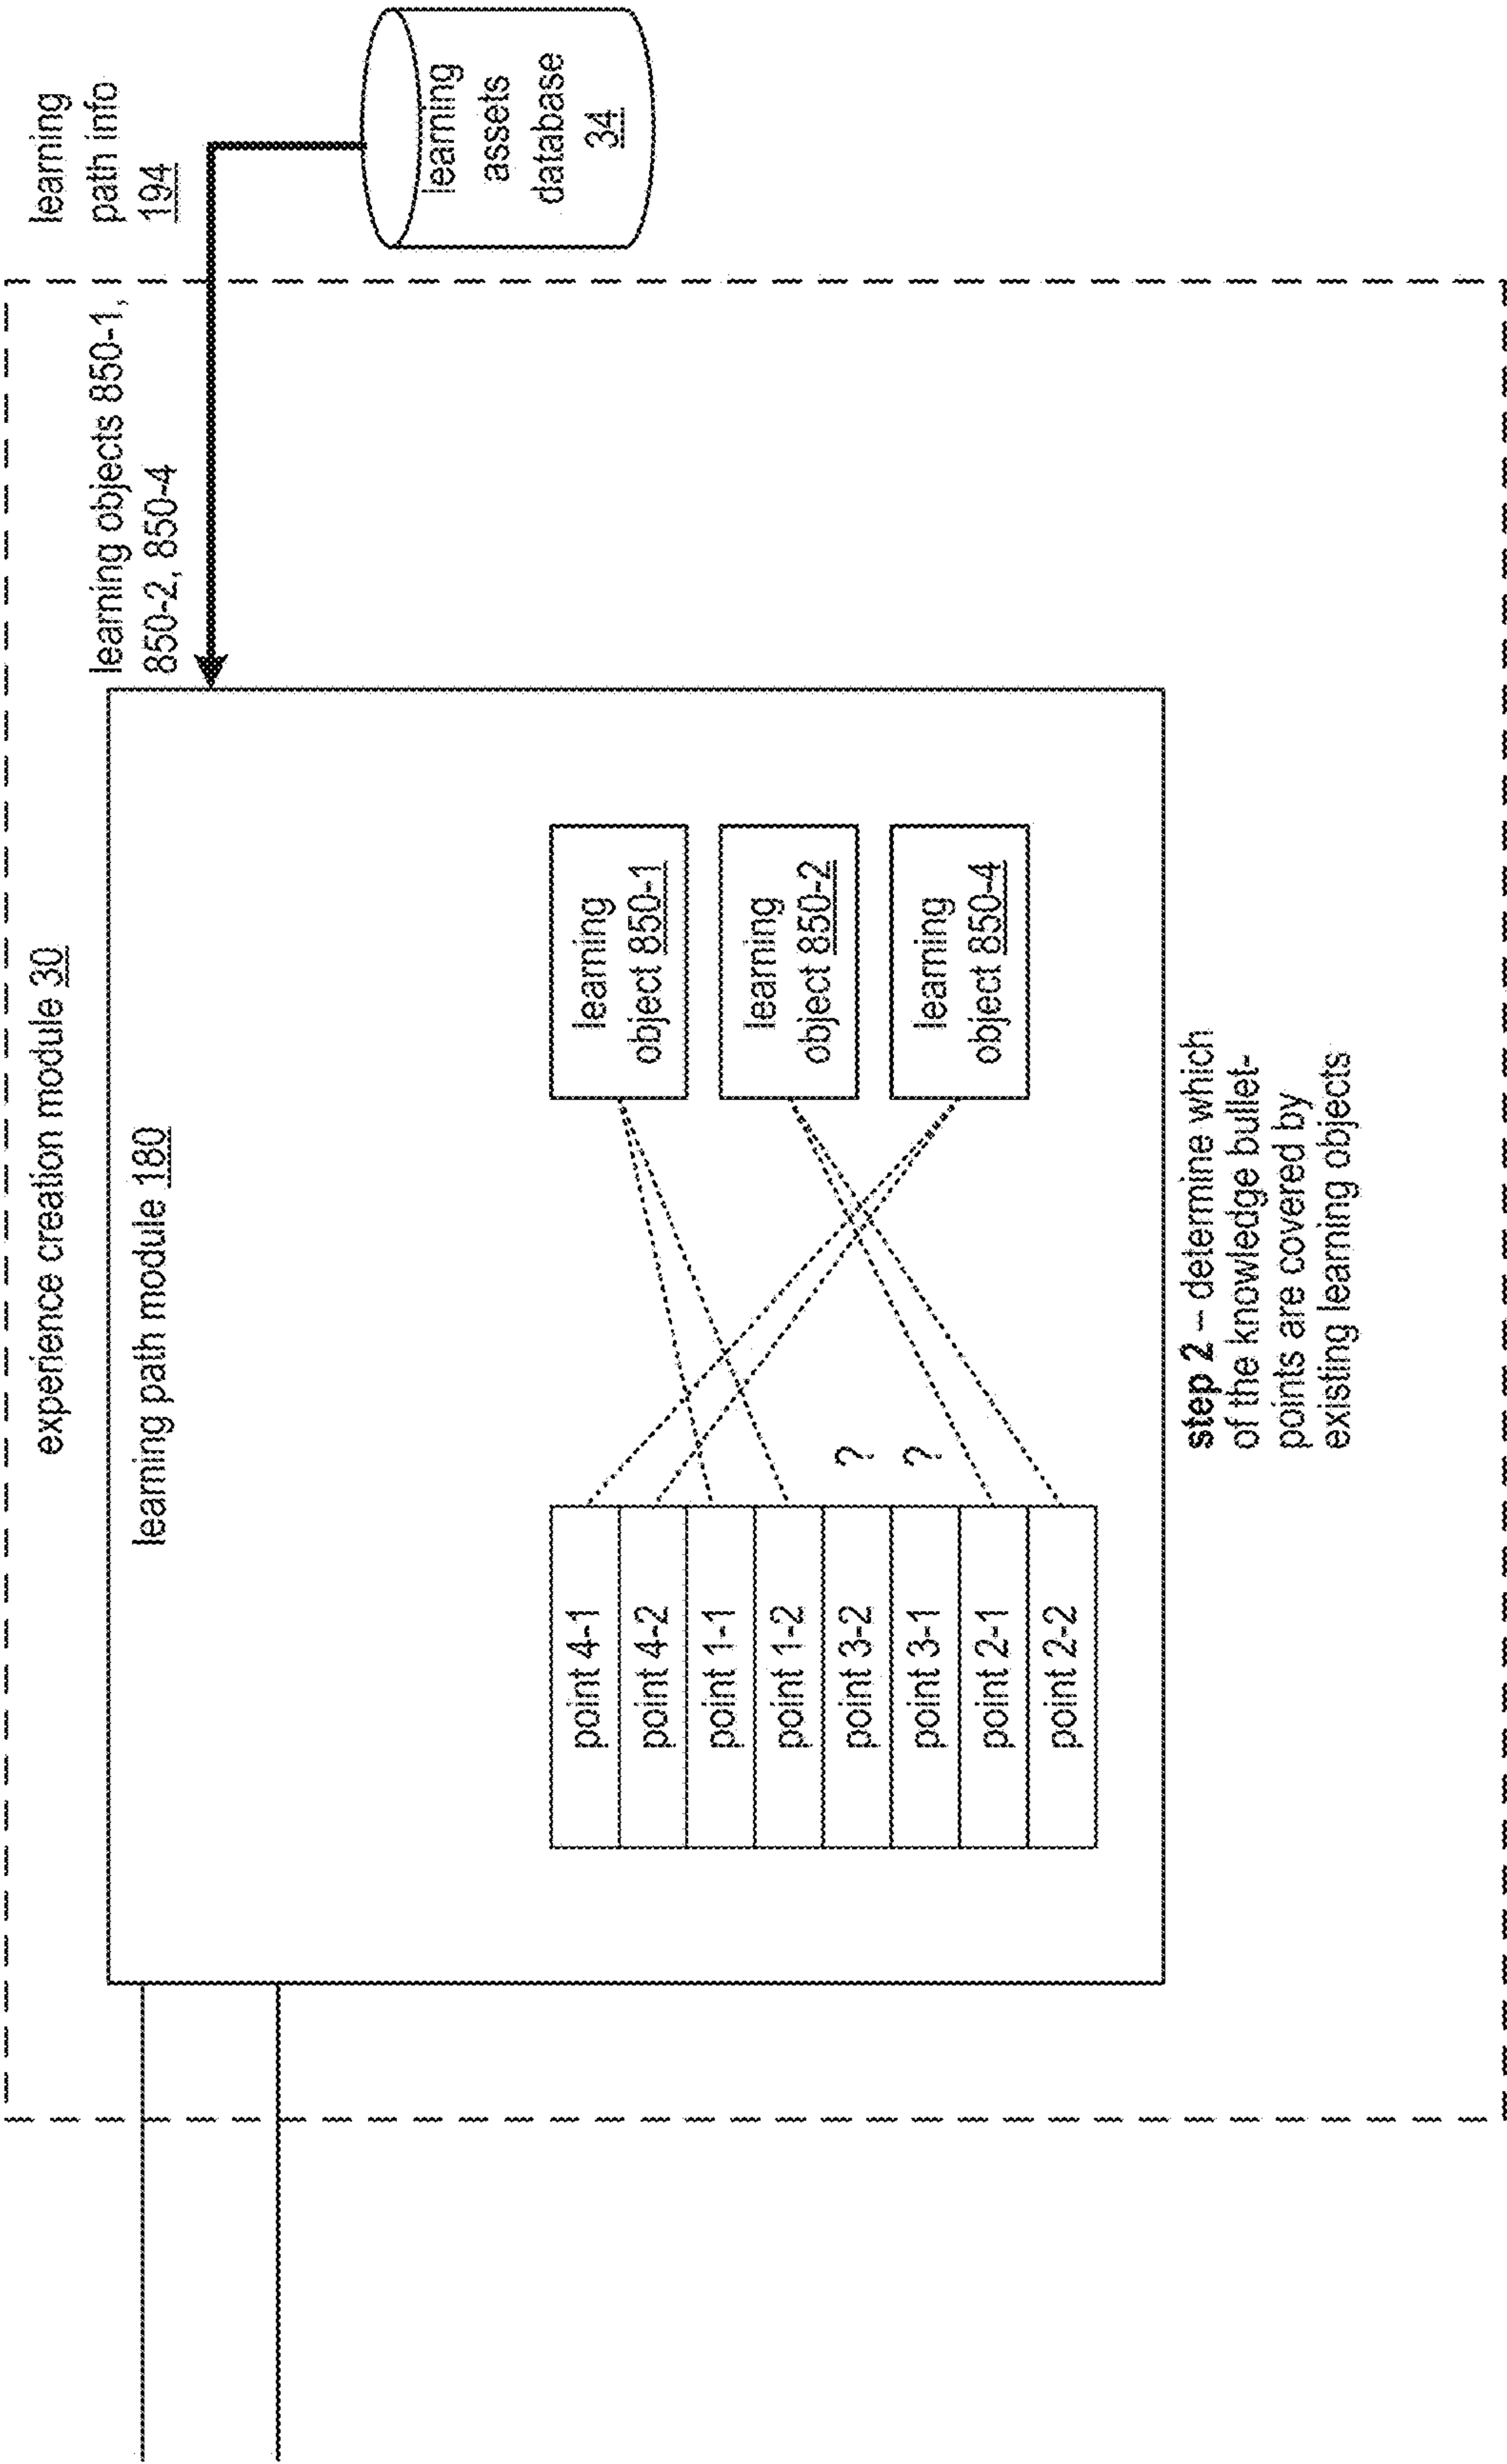 experience creation module 30
learning
path info
194
learning path module 180
learning objects 850-1,
850-2, 850-4
learning
assets
database
34
point 4-1
point 4-2
point 1-1
point 1-2
point 3-2
point 3-1
point 2-1
point 2-2
?
?
learning
object 850-1
learning
object 850-2
learning
object 850-4
step 2 – determine which
of the knowledge bullet-
points are covered by
existing learning objects